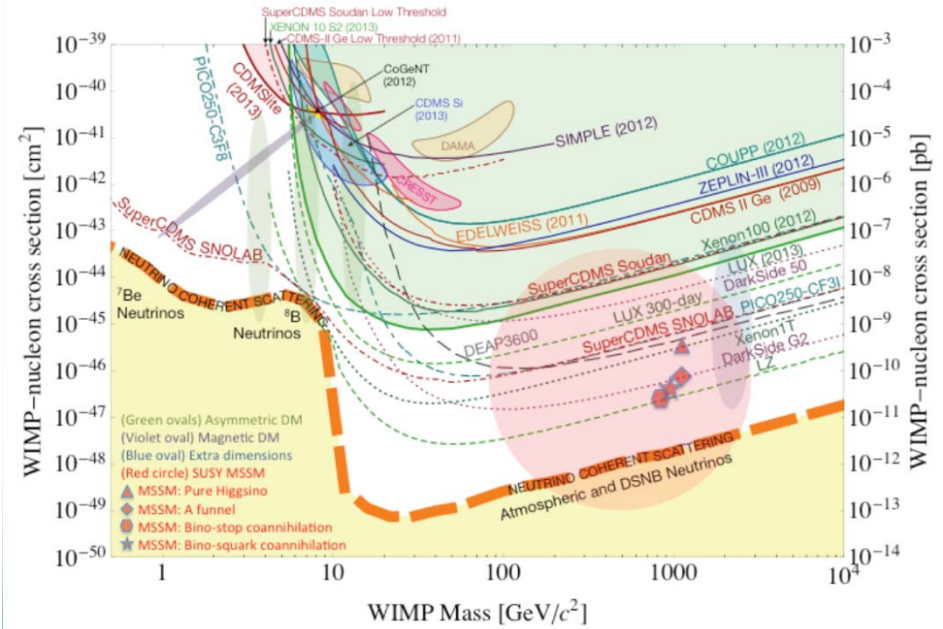 SuperCDMS Soudan Low Threshold
XENON 10 S2 (2013)
CDMS-II Ge Low Threshold (2011)
10⁻³⁹
10⁻⁴⁰
10⁻⁴¹
10⁻⁴²
10⁻⁴³
10⁻⁴⁴
10⁻⁴⁵
10⁻⁴⁶
10⁻⁴⁷
10⁻⁴⁸
10⁻⁴⁹
10⁻⁵⁰
WIMP−nucleon cross section [cm²]
PICO250-C3F8
CDMSlite
(2013)
CoGeNT
(2012)
CDMS Si
(2013)
DAMA
CRESST
SIMPLE (2012)
COUPP (2012)
ZEPLIN-III (2012)
CDMS II Ge (2009)
EDELWEISS (2011)
Xenon100 (2012)
SuperCDMS SNOLAB
SuperCDMS Soudan
LUX (2013)
DarkSide 50
LUX 300-day
PICO250-CF3I
SuperCDMS SNOLAB
DEAP3600
Xenon1T
DarkSide G2
LZ
NEUTRINO COHERENT SCATTERING
⁷Be
Neutrinos
⁸B
Neutrinos
NEUTRINO COHERENT SCATTERING
Atmospheric and DSNB Neutrinos
(Green ovals) Asymmetric DM
(Violet oval) Magnetic DM
(Blue oval) Extra dimensions
(Red circle) SUSY MSSM
MSSM: Pure Higgsino
MSSM: A funnel
MSSM: Bino-stop coannihilation
MSSM: Bino-squark coannihilation
10⁻³
10⁻⁴
10⁻⁵
10⁻⁶
10⁻⁷
10⁻⁸
10⁻⁹
10⁻¹⁰
10⁻¹¹
10⁻¹²
10⁻¹³
10⁻¹⁴
WIMP−nucleon cross section [pb]
1
10
100
1000
10⁴
WIMP Mass [GeV/c²]